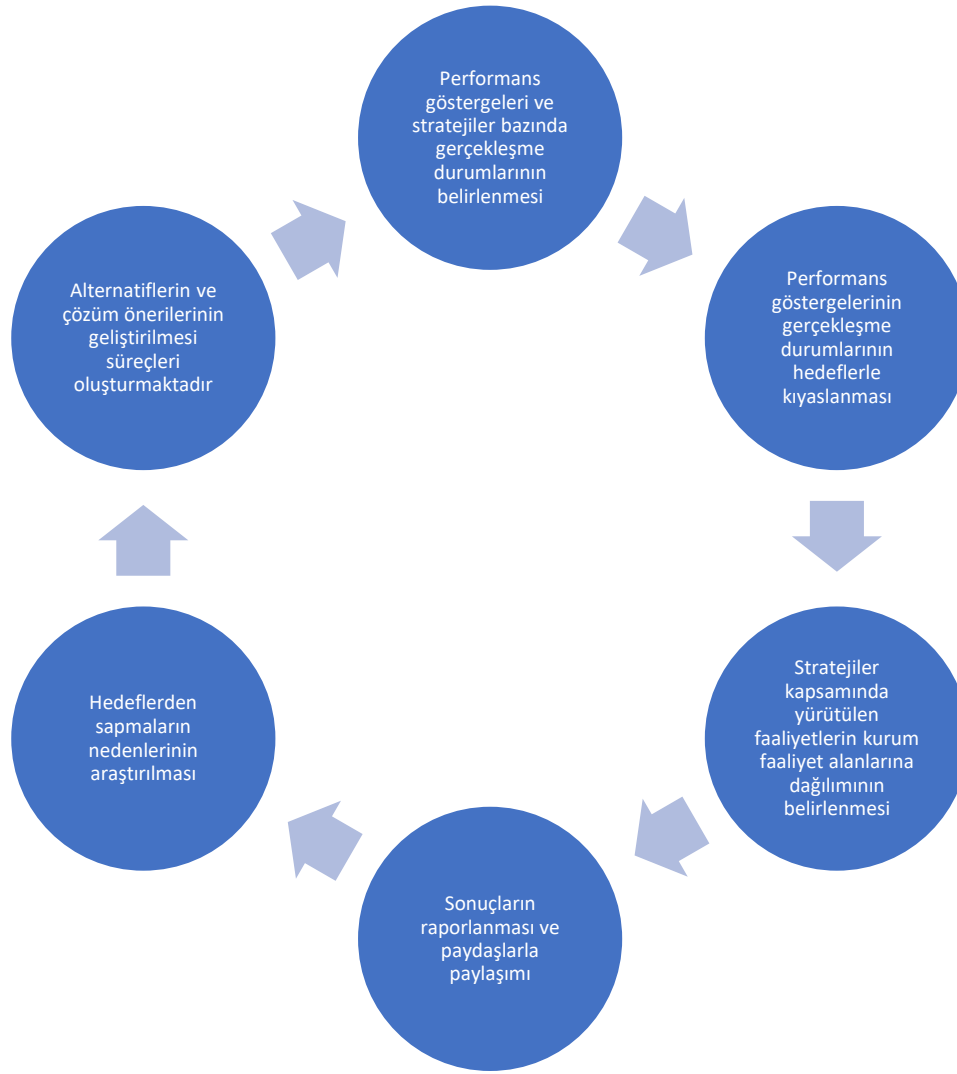 Performans
göstergeleri ve
stratejiler bazında
gerçekleşme
durumlarının
belirlenmesi
Performans
göstergelerinin
gerçekleşme
durumlarının
hedeflerle
kıyaslanması
Stratejiler
kapsamında
yürütülen
faaliyetlerin kurum
faaliyet alanlarına
dağılımının
belirlenmesi
Sonuçların
raporlanması ve
paydaşlarla
paylaşımı
Hedeflerden
sapmaların
nedenlerinin
araştırılması
Alternatiflerin ve
çözüm önerilerinin
geliştirilmesi
süreçleri
oluşturmaktadır